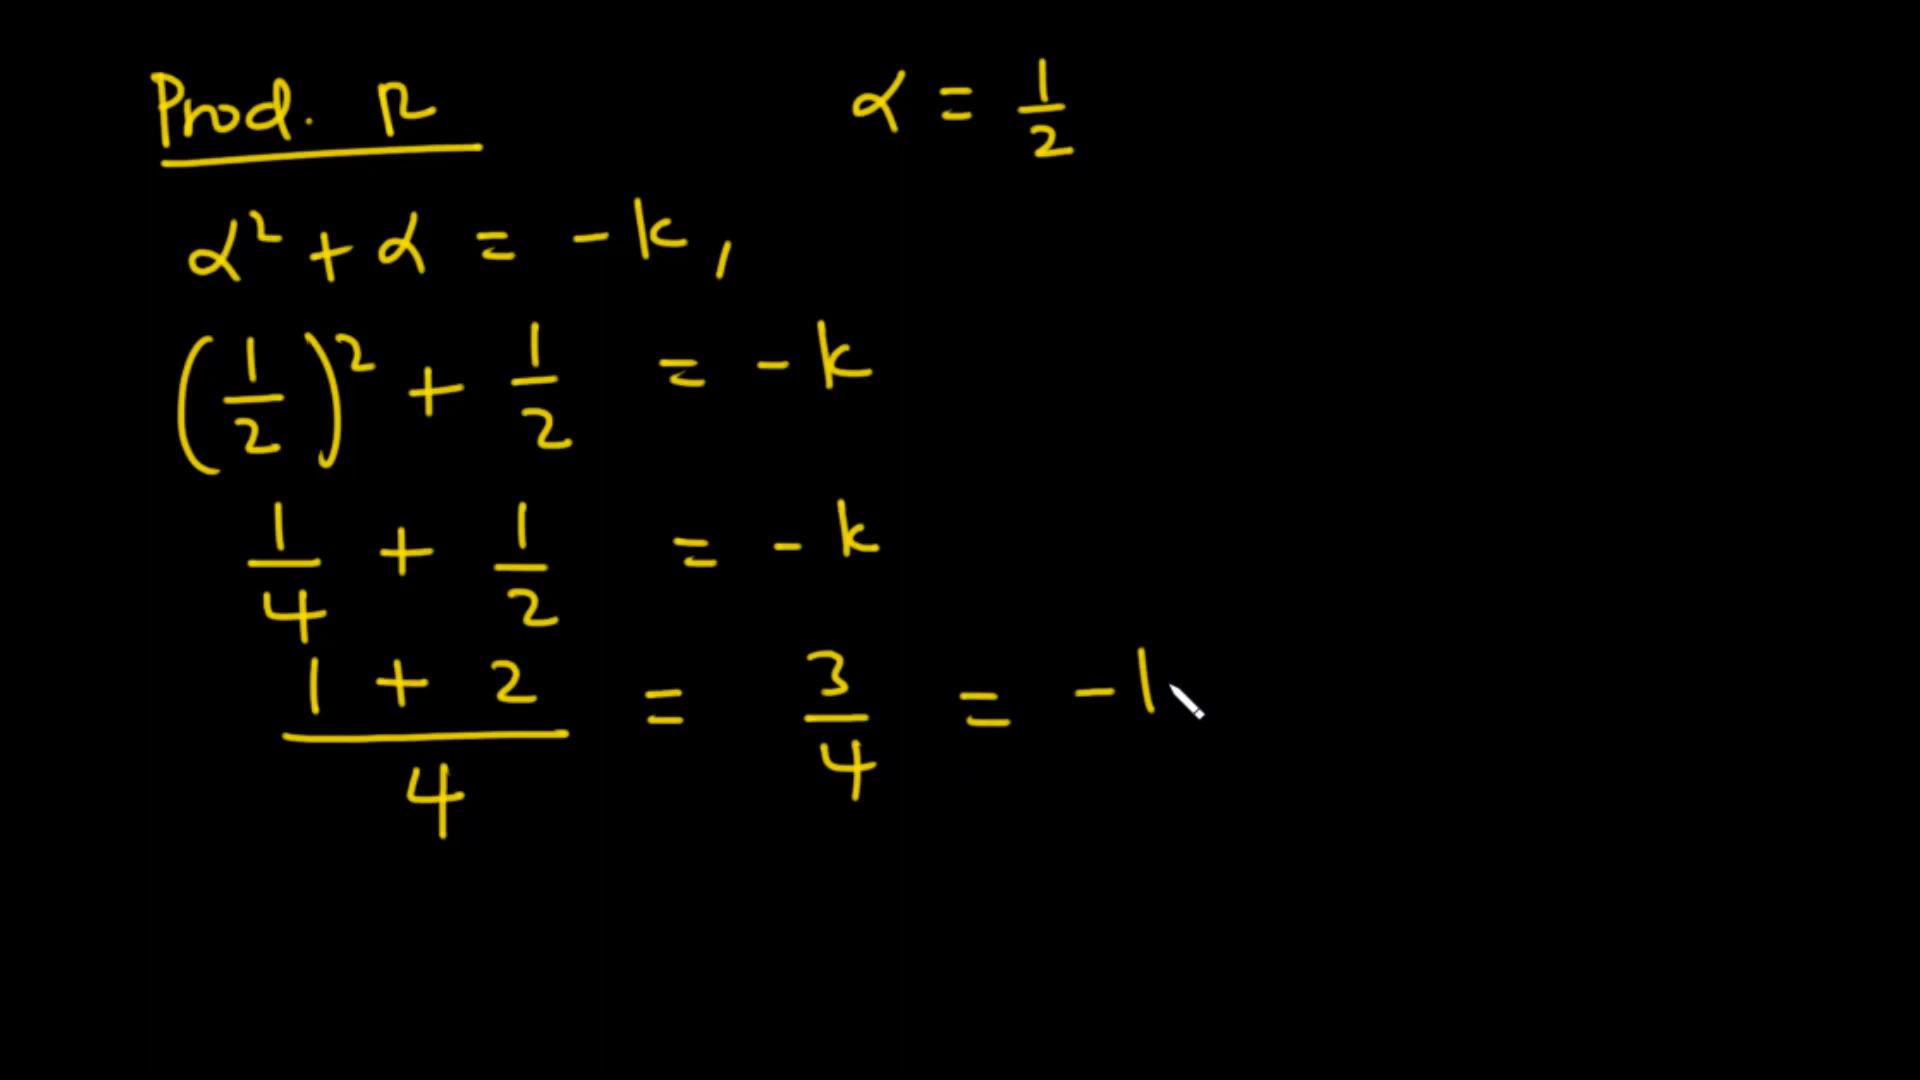 Prod. R α = 1/2
α² + α = -k,
(1/2)² + 1/2 = -k
1/4 + 1/2 = -k
(1 + 2)/4 = 3/4 = -1